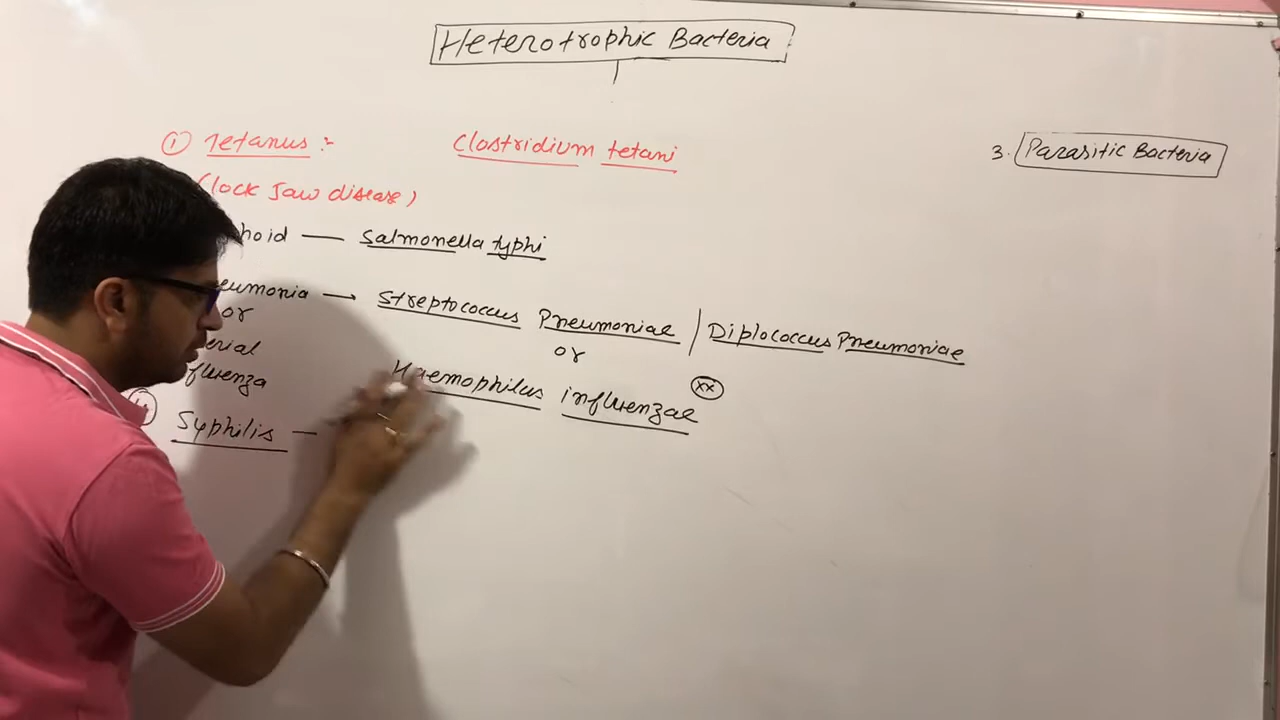 Heterotrophic Bacteria
① Tetanus :- Clostridium tetani
3. Parasitic Bacteria
(lock Jaw disease)
hoid — Salmonella typhi
eumonia → Streptococcus Pneumoniae / Diplococcus Pneumoniae
or or
erial
Haemophilus influenzae xx
fluenza
Syphilis —